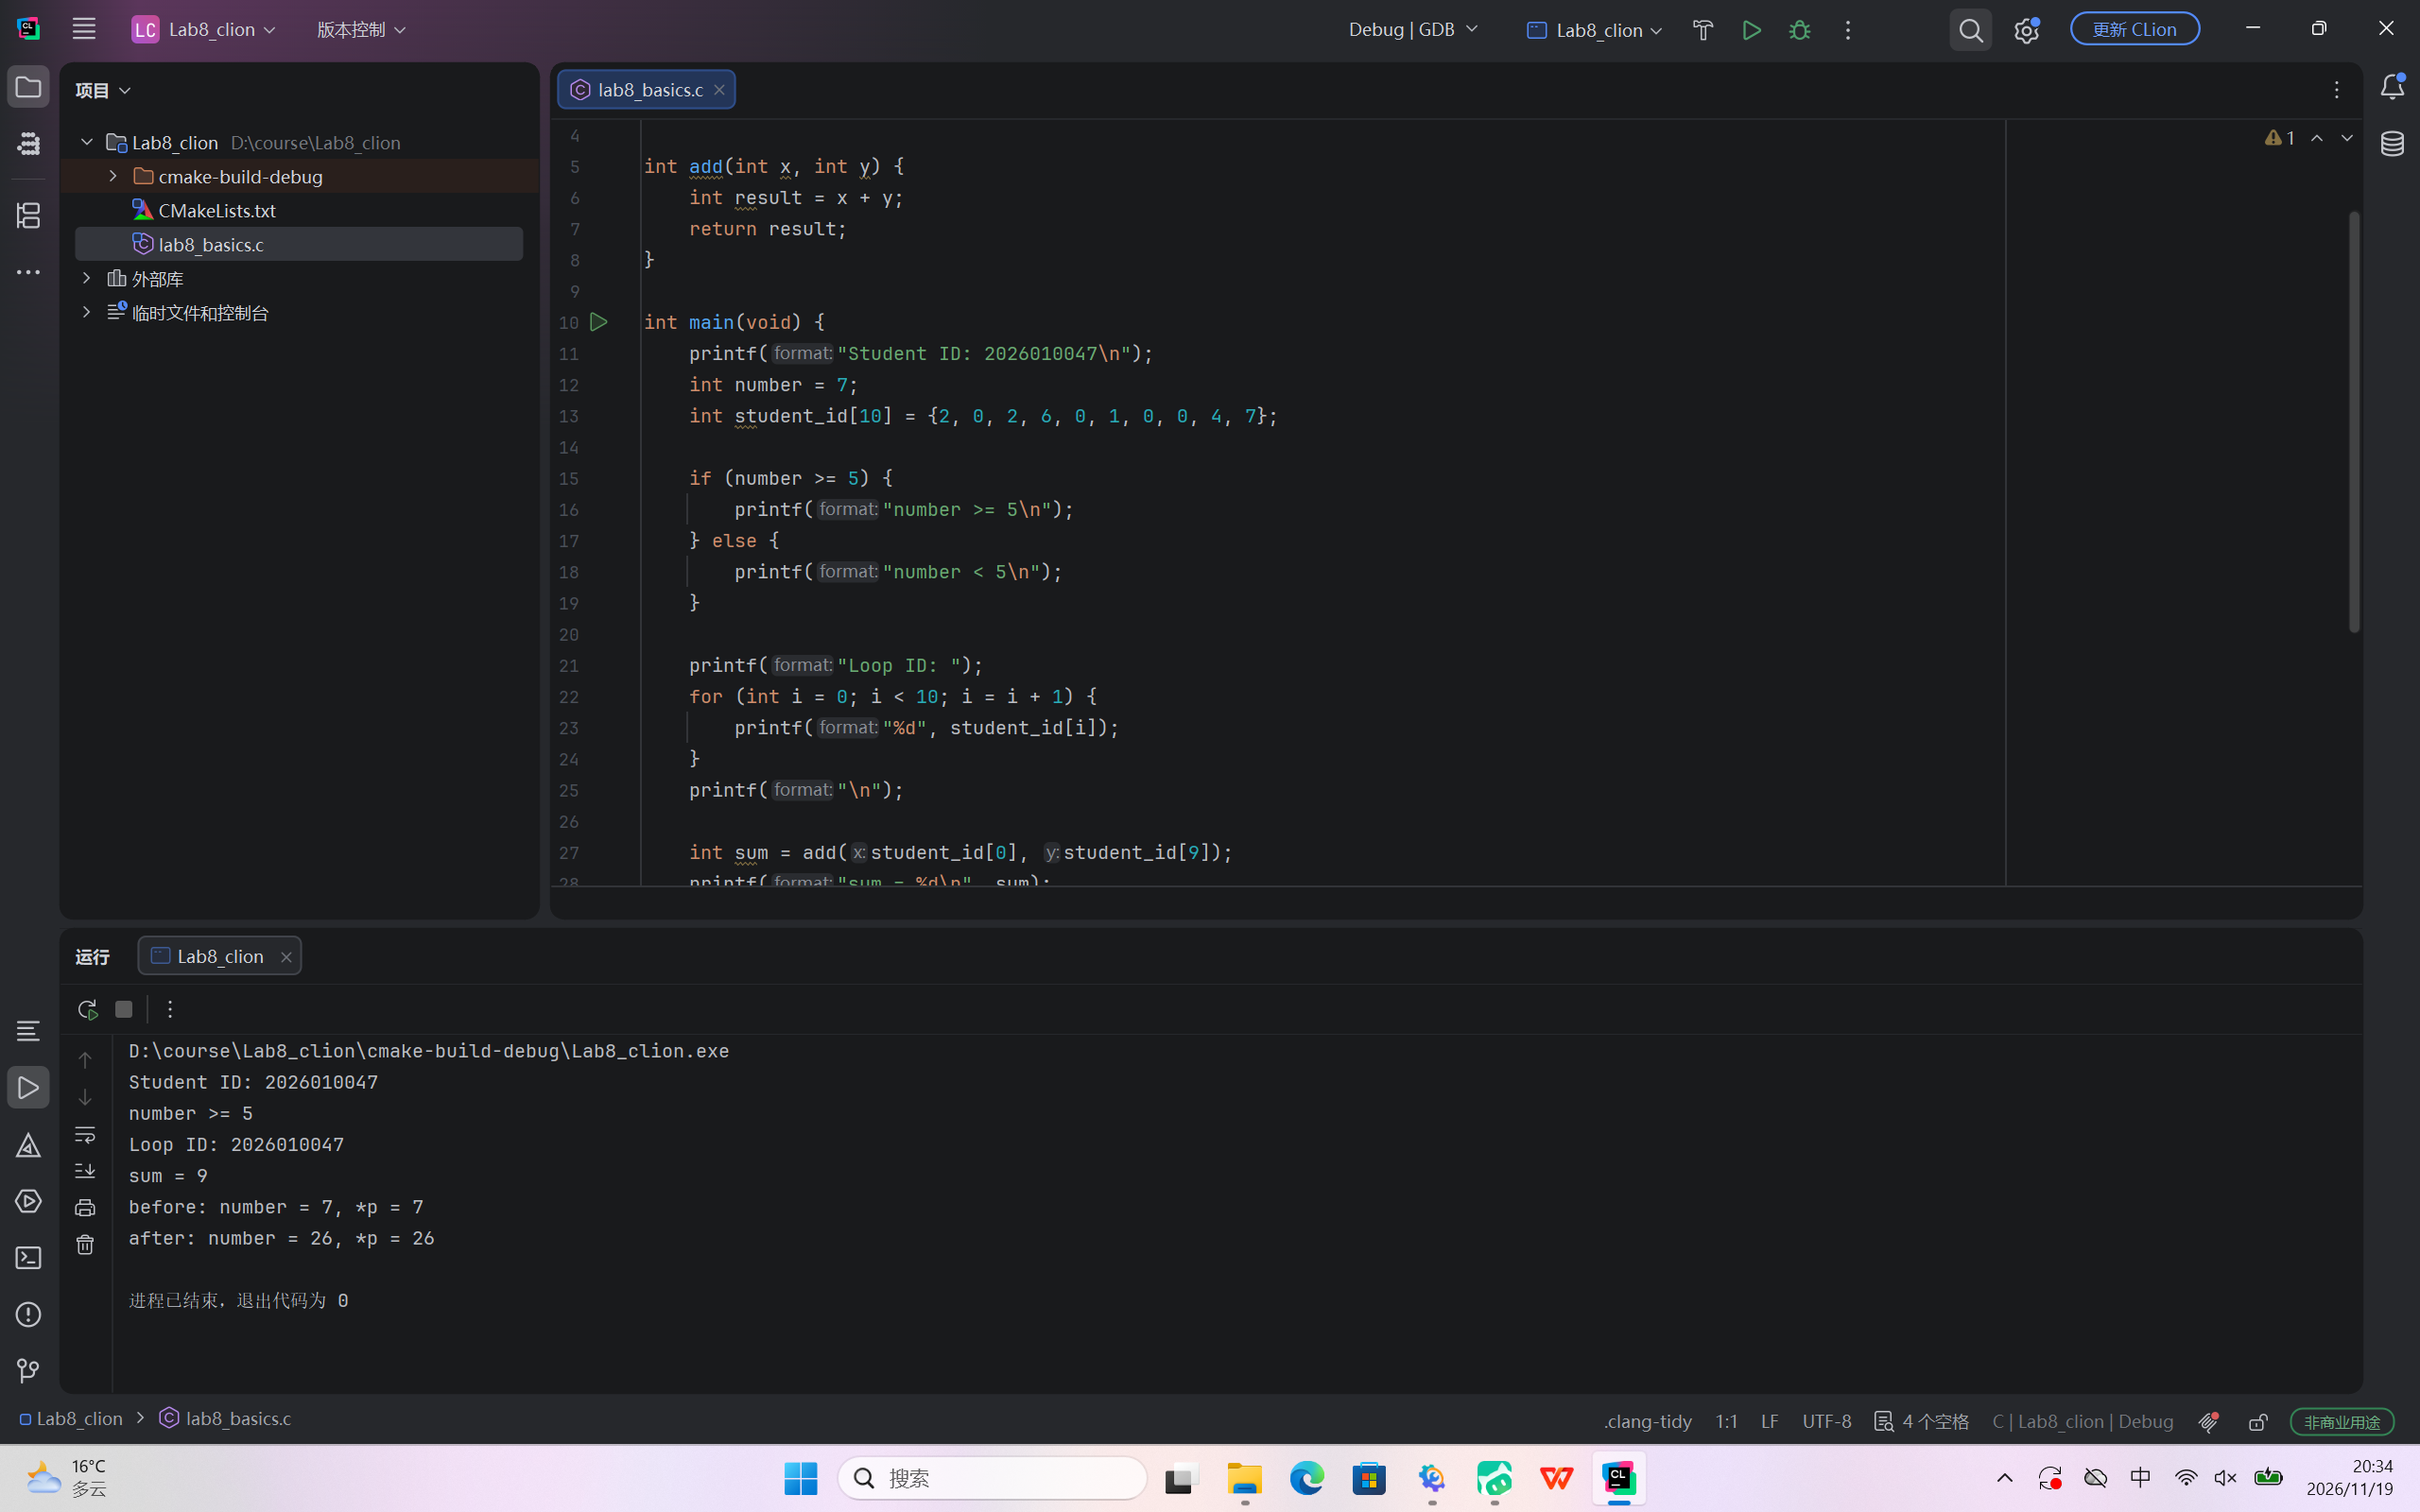 LC Lab8_clion 版本控制 Debug | GDB Lab8_clion 更新 CLion
项目
Lab8_clion D:\course\Lab8_clion
cmake-build-debug
CMakeLists.txt
lab8_basics.c
外部库
临时文件和控制台
lab8_basics.c
1
4
5 int add(int x, int y) {
6     int result = x + y;
7     return result;
8 }
9
10 int main(void) {
11     printf(format:"Student ID: 2026010047\n");
12     int number = 7;
13     int student_id[10] = {2, 0, 2, 6, 0, 1, 0, 0, 4, 7};
14
15     if (number >= 5) {
16         printf(format:"number >= 5\n");
17     } else {
18         printf(format:"number < 5\n");
19     }
20
21     printf(format:"Loop ID: ");
22     for (int i = 0; i < 10; i = i + 1) {
23         printf(format:"%d", student_id[i]);
24     }
25     printf(format:"\n");
26
27     int sum = add(x:student_id[0], y:student_id[9]);
28     printf(format:"sum = %d\n", sum);
运行 Lab8_clion
D:\course\Lab8_clion\cmake-build-debug\Lab8_clion.exe
Student ID: 2026010047
number >= 5
Loop ID: 2026010047
sum = 9
before: number = 7, *p = 7
after: number = 26, *p = 26
进程已结束，退出代码为 0
Lab8_clion lab8_basics.c .clang-tidy 1:1 LF UTF-8 4 个空格 C | Lab8_clion | Debug 非商业用途
16°C
多云
搜索
CL
中
20:34
2026/11/19